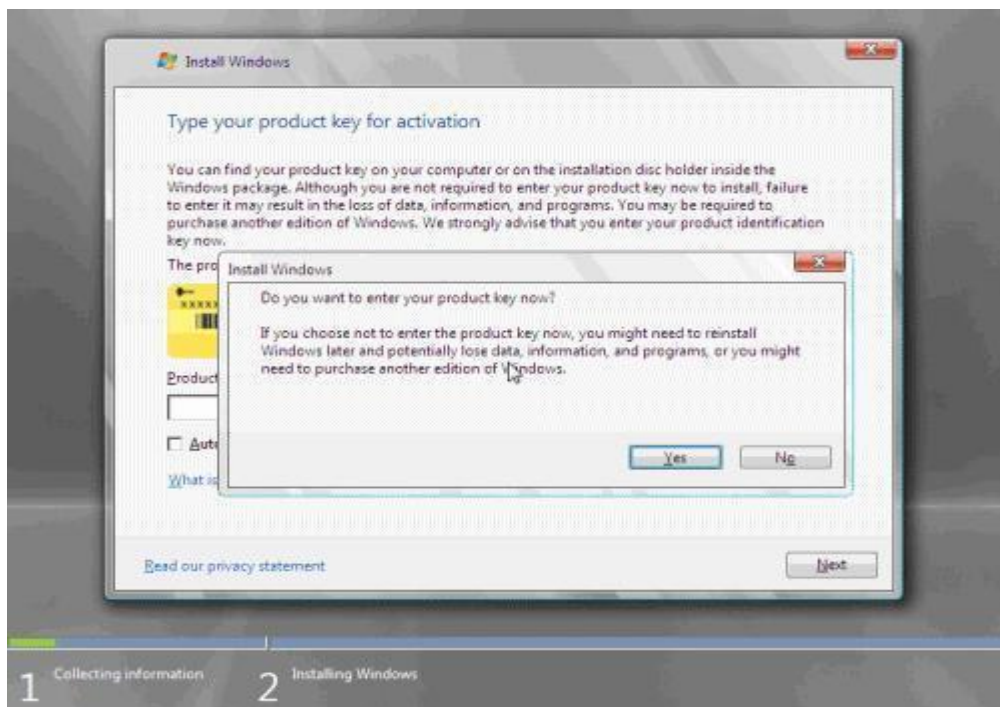 Install Windows
Type your product key for activation
You can find your product key on your computer or on the installation disc holder inside the
Windows package. Although you are not required to enter your product key now to install, failure
to enter it may result in the loss of data, information, and programs. You may be required to
purchase another edition of Windows. We strongly advise that you enter your product identification
key now.
The pro
Install Windows
Do you want to enter your product key now?
If you choose not to enter the product key now, you might need to reinstall
Windows later and potentially lose data, information, and programs, or you might
need to purchase another edition of Windows.
Yes
No
XXXXX
Product
Auto
What is
Read our privacy statement
Next
1 Collecting information
2 Installing Windows